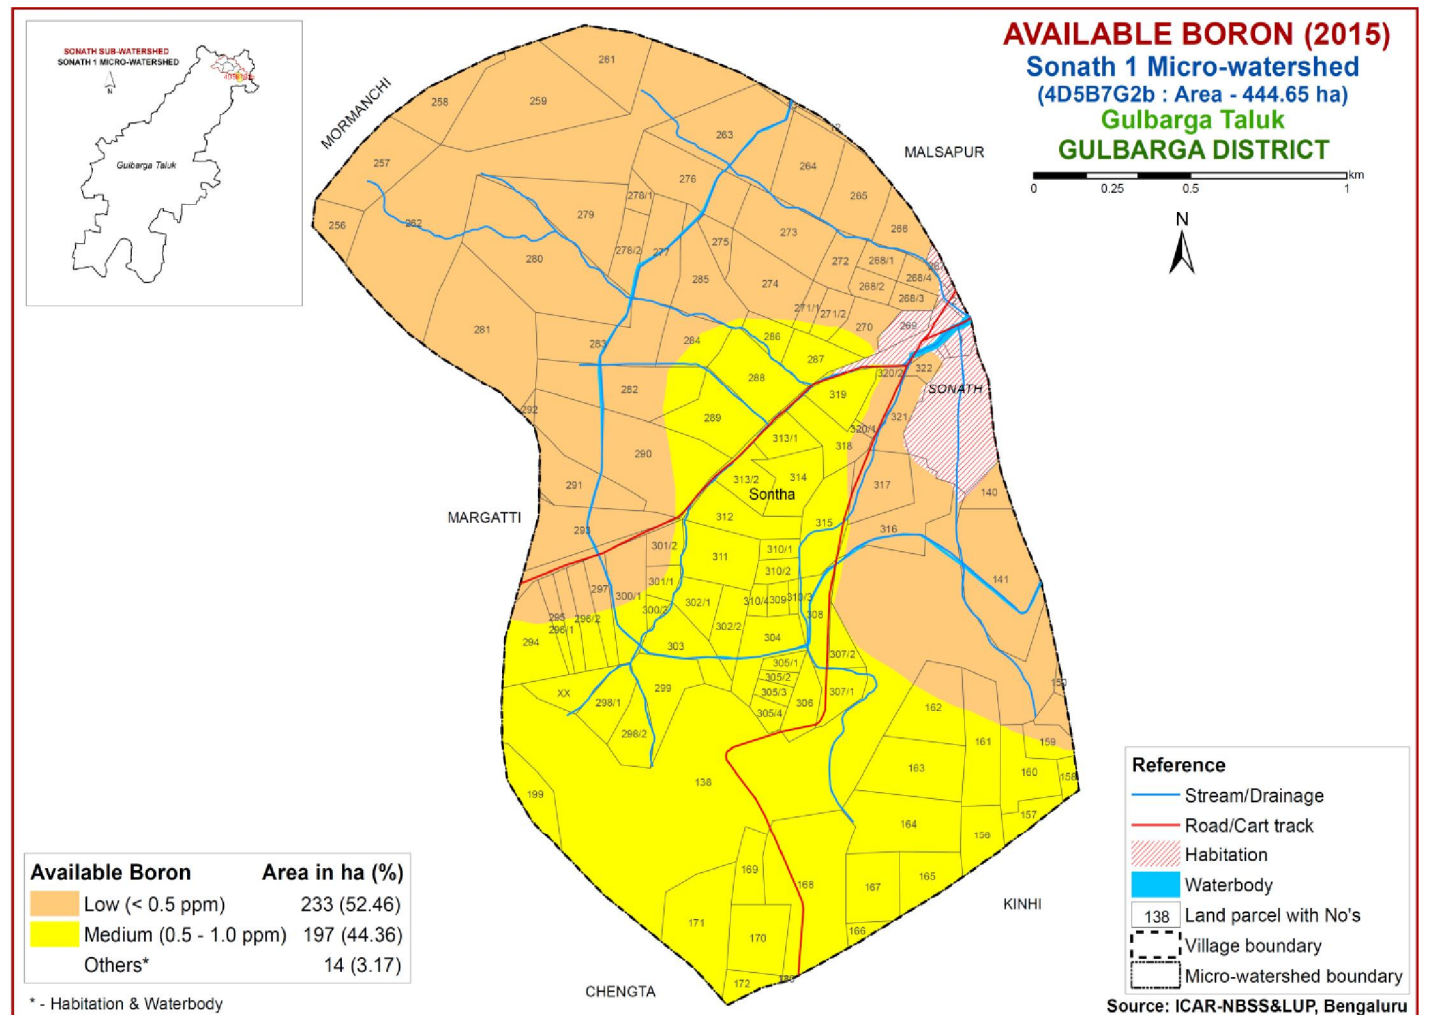 SONATH SUB-WATERSHED
SONATH 1 MICRO-WATERSHED
N
Gulbarga Taluk
AVAILABLE BORON (2015)
Sonath 1 Micro-watershed
(4D5B7G2b : Area - 444.65 ha)
Gulbarga Taluk
GULBARGA DISTRICT
km
0 0.25 0.5 1
N
MORMANCHI
MALSAPUR
MARGATTI
SONATH
Sontha
KINHI
CHENGTA
261
258 259
263
257
264
276
278/1 265
279
256 262 266
273
275
278/2 277
280 272 268/1
268/4
285 274 268/2
268/3
271/1 271/2
281 270 269
283 284 286
287
288 320/2 322
282 319
292 289 321
320/1
313/1 318
290
313/2 314 317
291 140
312 315
293 316
301/2 310/1
311
310/2
301/1 141
297
300/1 302/1 310/4 309 310/3
300/2
295 296/2 308
296/1 302/2
294 304
303 307/2
305/1
305/2
299 305/3 307/1
XX
298/1 306 162
305/4
298/2 161 159
163 160
138 158
199 157
164 156
169
168 167 165
171
170 166
172
Available Boron Area in ha (%)
Low (< 0.5 ppm) 233 (52.46)
Medium (0.5 - 1.0 ppm) 197 (44.36)
Others* 14 (3.17)
* - Habitation & Waterbody
Reference
Stream/Drainage
Road/Cart track
Habitation
Waterbody
138 Land parcel with No's
Village boundary
Micro-watershed boundary
Source: ICAR-NBSS&LUP, Bengaluru